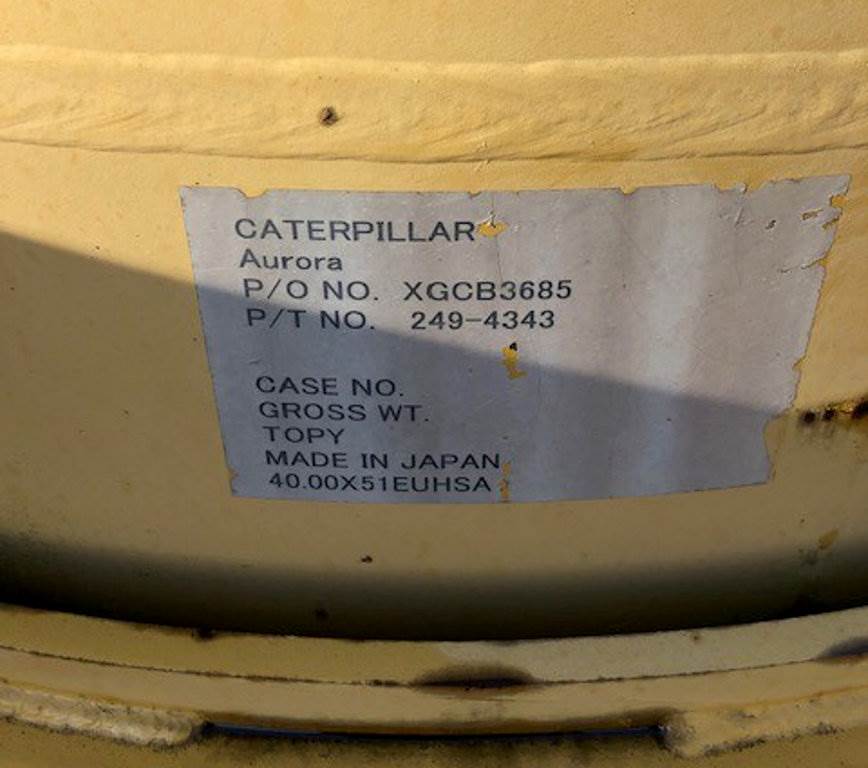 CATERPILLAR
Aurora
P/O NO. XGCB3685
P/T NO. 249-4343
CASE NO.
GROSS WT.
TOPY
MADE IN JAPAN
40.00X51EUHSA